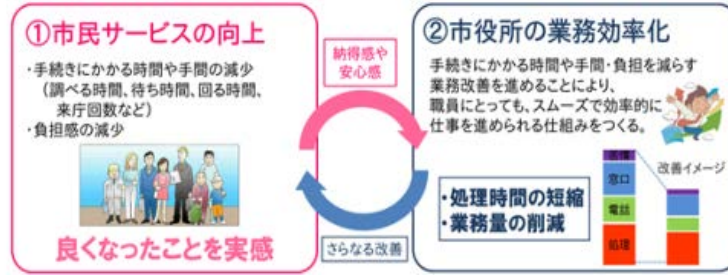 ①市民サービスの向上
・手続きにかかる時間や手間の減少
(調べる時間、待ち時間、回る時間、
来庁回数など)
・負担感の減少
良くなったことを実感
納得感や
安心感
さらなる改善
②市役所の業務効率化
手続きにかかる時間や手間・負担を減らす
業務改善を進めることにより、
職員にとっても、スムーズで効率的に
仕事を進められる仕組みをつくる。
・処理時間の短縮
・業務量の削減
改善イメージ
窓口
電話
処理